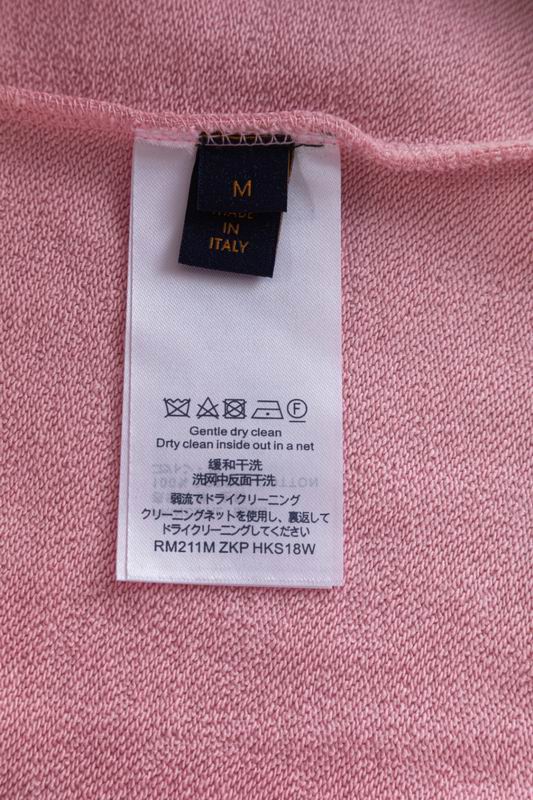 M
MADE
IN
ITALY
Gentle dry clean
Drty clean inside out in a net
缓和干洗
洗网中反面干洗
弱流でドライクリーニング
クリーニングネットを使用し、裏返して
ドライクリーニングしてください
RM211M ZKP HKS18W